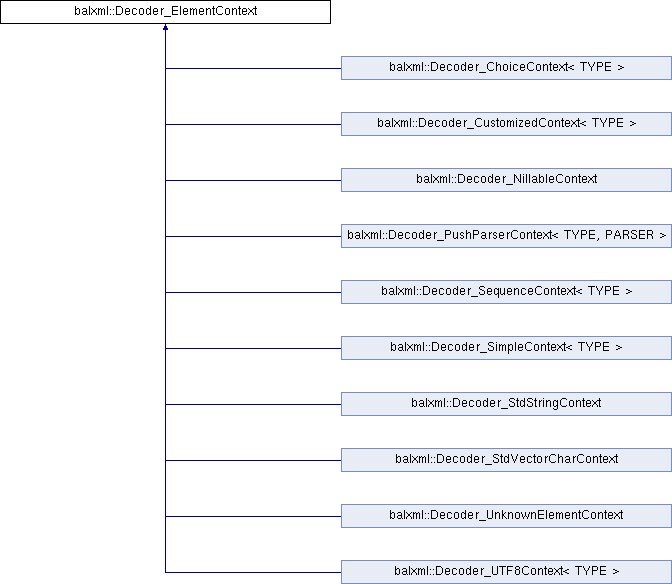 balxml::Decoder_ElementContext
balxml::Decoder_ChoiceContext< TYPE >
balxml::Decoder_CustomizedContext< TYPE >
balxml::Decoder_NillableContext
balxml::Decoder_PushParserContext< TYPE, PARSER >
balxml::Decoder_SequenceContext< TYPE >
balxml::Decoder_SimpleContext< TYPE >
balxml::Decoder_StdStringContext
balxml::Decoder_StdVectorCharContext
balxml::Decoder_UnknownElementContext
balxml::Decoder_UTF8Context< TYPE >